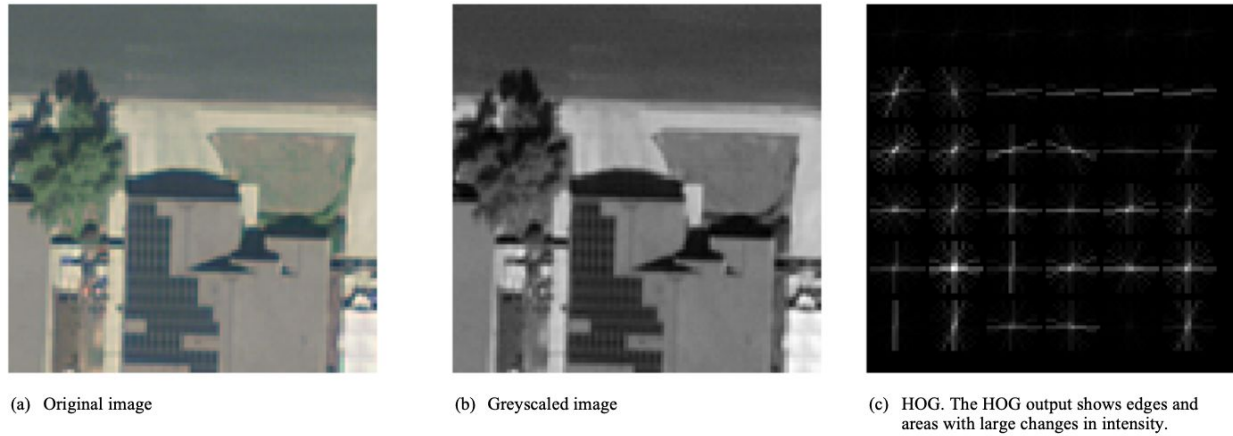 (a) Original image
(b) Greyscaled image
(c) HOG. The HOG output shows edges and
areas with large changes in intensity.